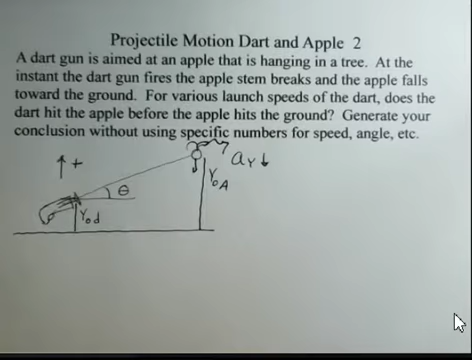 Projectile Motion Dart and Apple 2
A dart gun is aimed at an apple that is hanging in a tree. At the
instant the dart gun fires the apple stem breaks and the apple falls
toward the ground. For various launch speeds of the dart, does the
dart hit the apple before the apple hits the ground? Generate your
conclusion without using specific numbers for speed, angle, etc.
↑+
aY↓
YoA
θ
Yod